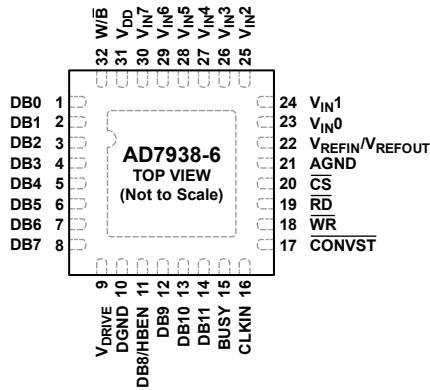 32 W/B̅
31 VDD
30 VIN7
29 VIN6
28 VIN5
27 VIN4
26 VIN3
25 VIN2
DB0 1
DB1 2
DB2 3
DB3 4
DB4 5
DB5 6
DB6 7
DB7 8
AD7938-6
TOP VIEW
(Not to Scale)
24 VIN1
23 VIN0
22 VREFIN/VREFOUT
21 AGND
20 C̅S̅
19 R̅D̅
18 W̅R̅
17 C̅O̅N̅V̅S̅T̅
VDRIVE 9
DGND 10
DB8/HBEN 11
DB9 12
DB10 13
DB11 14
BUSY 15
CLKIN 16